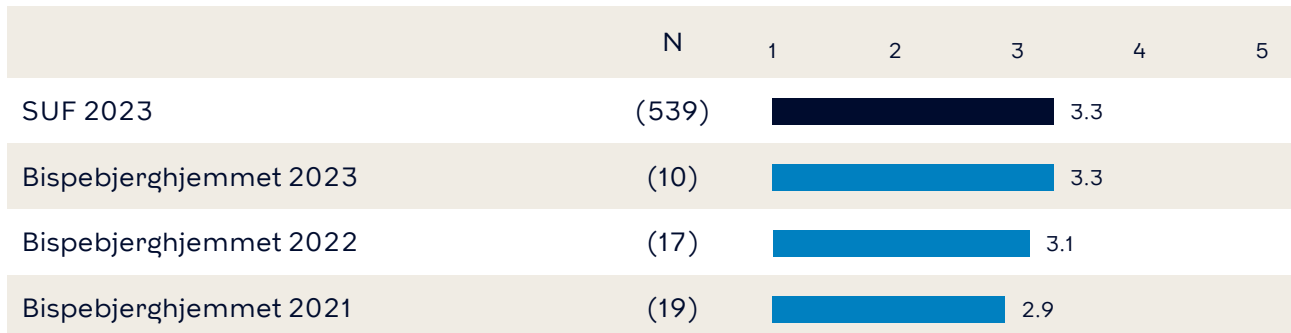 N 1 2 3 4 5
SUF 2023 (539) 3.3
Bispebjerghjemmet 2023 (10) 3.3
Bispebjerghjemmet 2022 (17) 3.1
Bispebjerghjemmet 2021 (19) 2.9